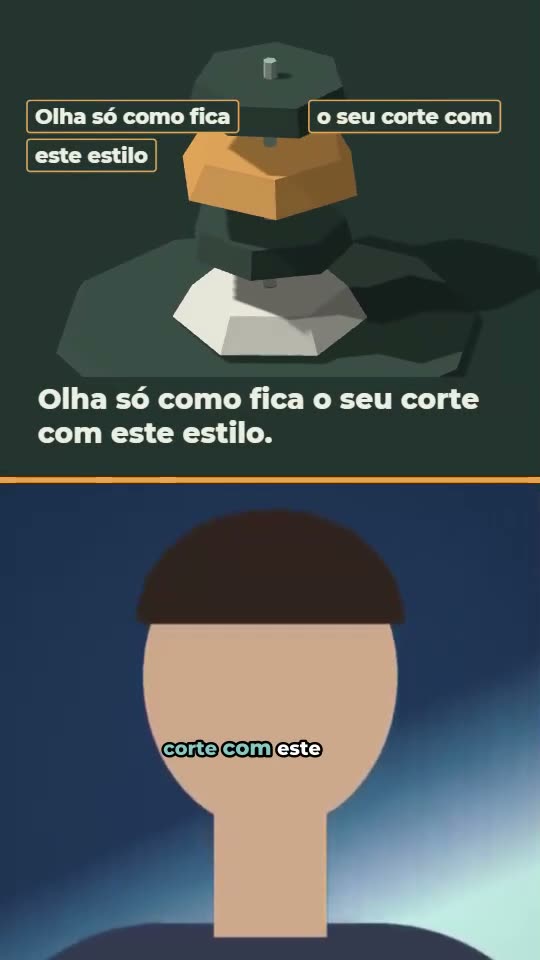 Olha só como fica o seu corte com
este estilo
Olha só como fica o seu corte
com este estilo.
corte com este